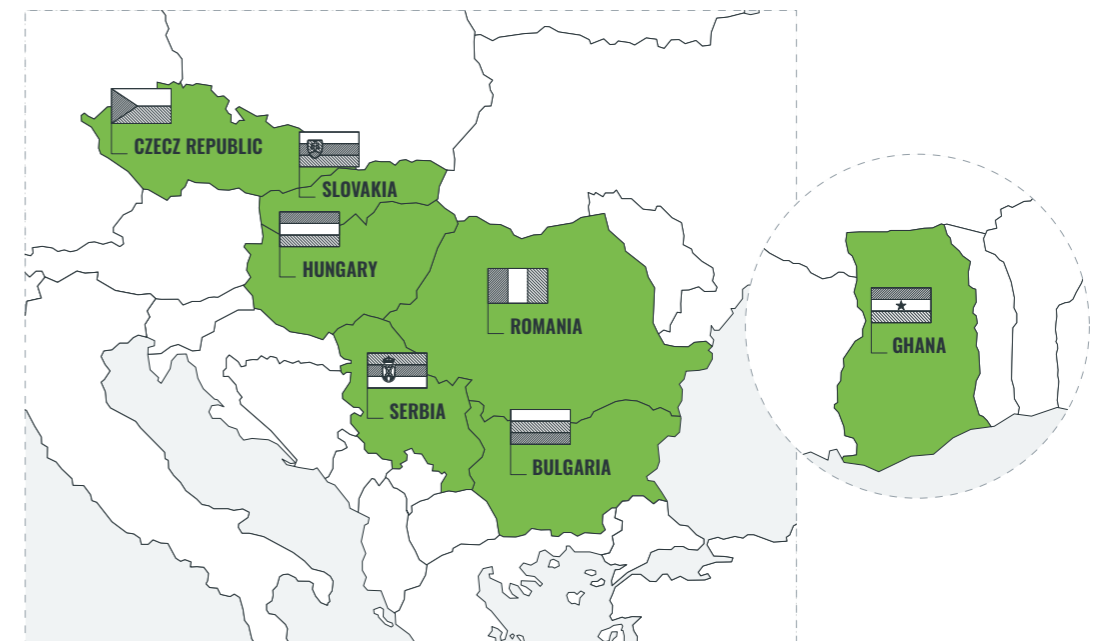 CZECZ REPUBLIC
SLOVAKIA
HUNGARY
ROMANIA
GHANA
SERBIA
BULGARIA